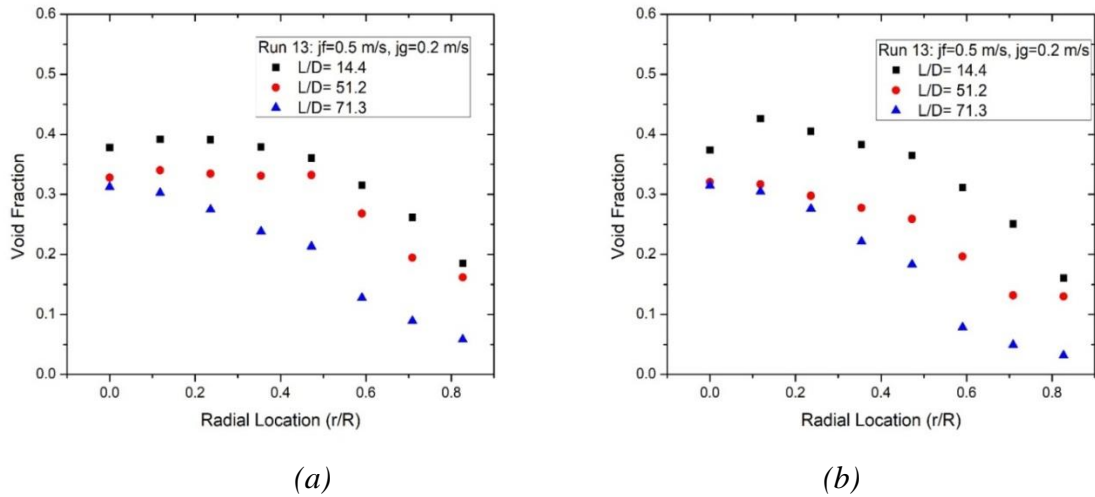 0.6
0.5
0.4
0.3
0.2
0.1
0.0
Void Fraction
Run 13: jf=0.5 m/s, jg=0.2 m/s
L/D= 14.4
L/D= 51.2
L/D= 71.3
0.0 0.2 0.4 0.6 0.8
Radial Location (r/R)
(a)
0.6
0.5
0.4
0.3
0.2
0.1
0.0
Void Fraction
Run 13: jf=0.5 m/s, jg=0.2 m/s
L/D= 14.4
L/D= 51.2
L/D= 71.3
0.0 0.2 0.4 0.6 0.8
Radial Location (r/R)
(b)